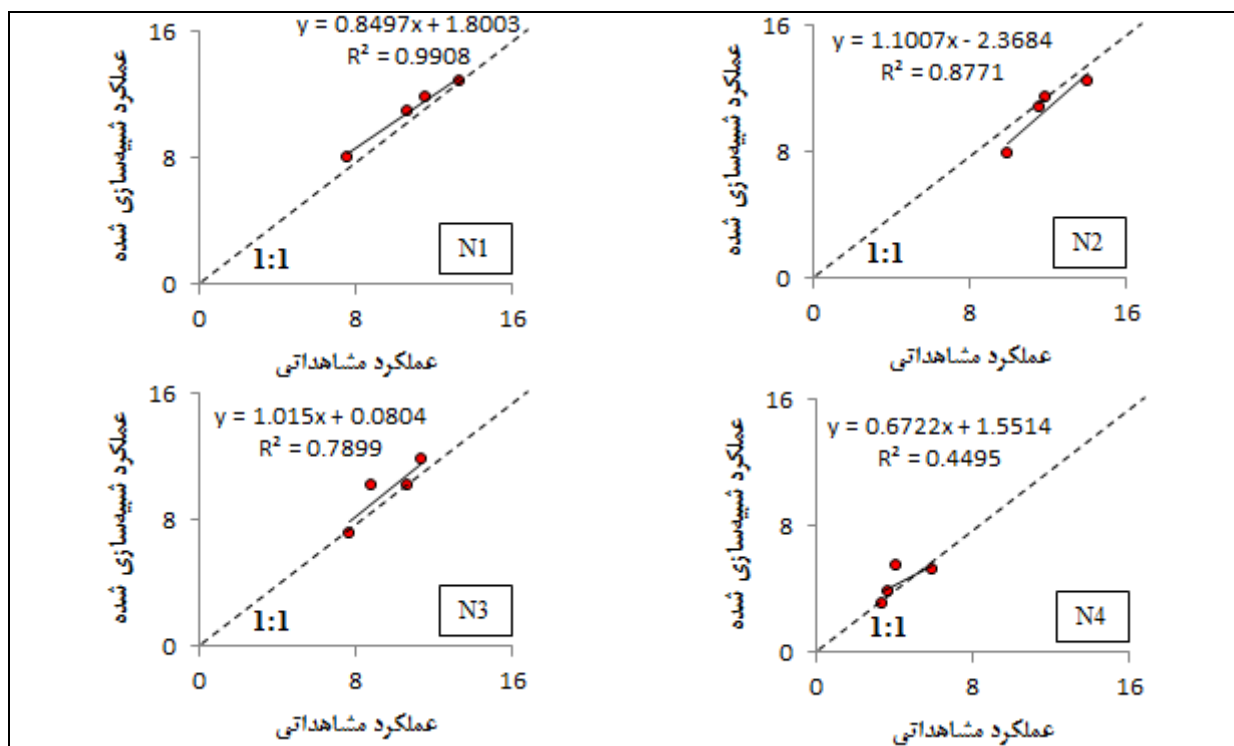 y = 0.8497x + 1.8003
R² = 0.9908
16
8
0
0
8
16
1:1
N1
عملکرد شبیه‌سازی شده
عملکرد مشاهداتی
y = 1.1007x - 2.3684
R² = 0.8771
16
8
0
0
8
16
1:1
N2
عملکرد شبیه‌سازی شده
عملکرد مشاهداتی
y = 1.015x + 0.0804
R² = 0.7899
16
8
0
0
8
16
1:1
N3
عملکرد شبیه‌سازی شده
عملکرد مشاهداتی
y = 0.6722x + 1.5514
R² = 0.4495
16
8
0
0
8
16
1:1
N4
عملکرد شبیه‌سازی شده
عملکرد مشاهداتی